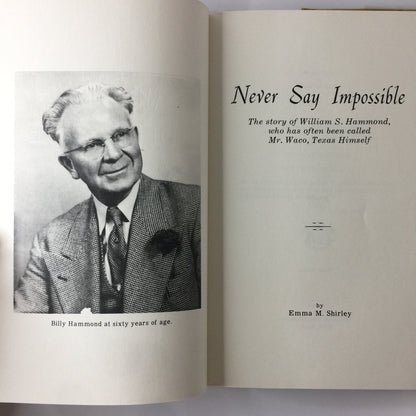 Billy Hammond at sixty years of age.
Never Say Impossible
The story of William S. Hammond,
who has often been called
Mr. Waco, Texas Himself
by
Emma M. Shirley